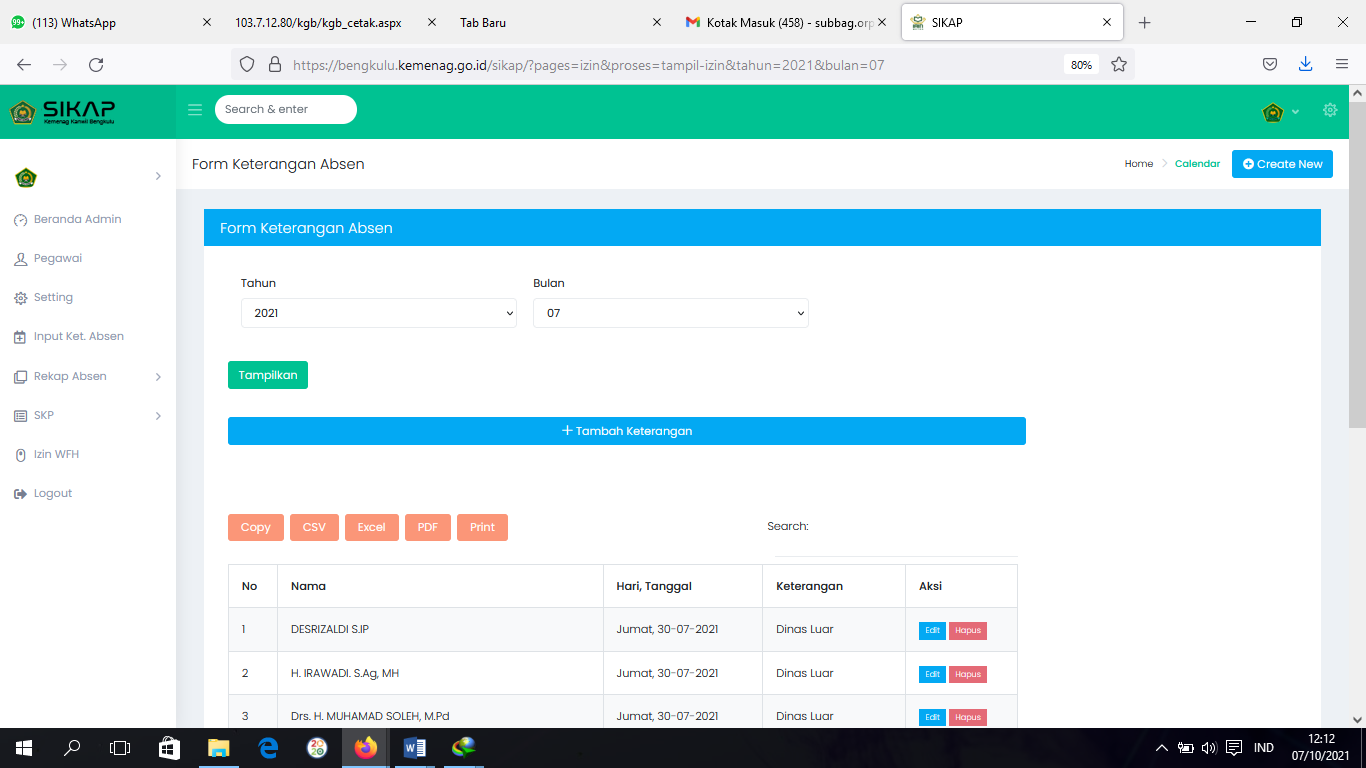 99+ (113) WhatsApp
103.7.12.80/kgb/kgb_cetak.aspx
Tab Baru
Kotak Masuk (458) - subbag.orp
SIKAP
https://bengkulu.kemenag.go.id/sikap/?pages=izin&proses=tampil-izin&tahun=2021&bulan=07
80%
SIKAP
Kemenag Kanwil Bengkulu
Search & enter
Form Keterangan Absen
Home
Calendar
Create New
Beranda Admin
Pegawai
Setting
Input Ket. Absen
Rekap Absen
SKP
Izin WFH
Logout
Form Keterangan Absen
Tahun Bulan
2021 07
Tampilkan
+ Tambah Keterangan
Copy CSV Excel PDF Print
Search:
No Nama Hari, Tanggal Keterangan Aksi
1 DESRIZALDI S.IP Jumat, 30-07-2021 Dinas Luar Edit Hapus
2 H. IRAWADI. S.Ag, MH Jumat, 30-07-2021 Dinas Luar Edit Hapus
3 Drs. H. MUHAMAD SOLEH, M.Pd Jumat, 30-07-2021 Dinas Luar Edit Hapus
20
20
IND
12:12
07/10/2021